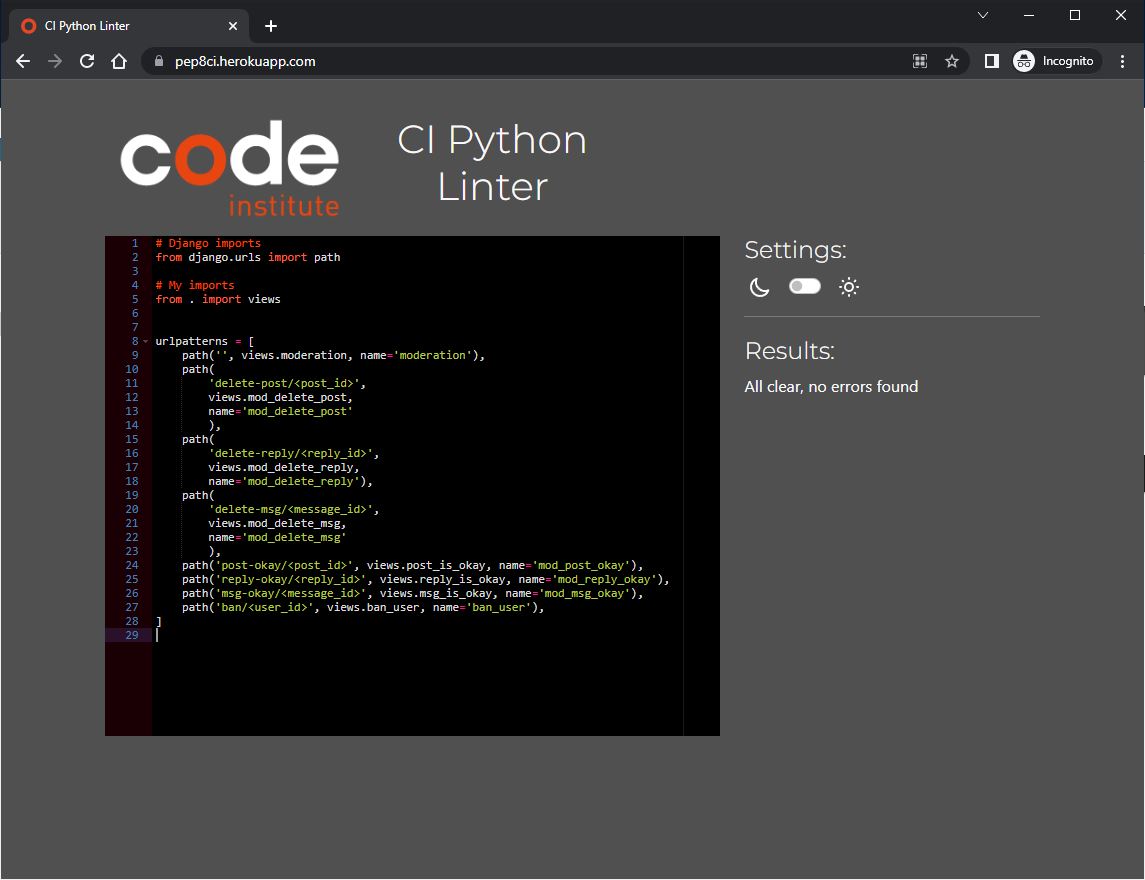 CI Python Linter
pep8ci.herokuapp.com
Incognito
code
institute
CI Python
Linter
1 # Django imports
2 from django.urls import path
3
4 # My imports
5 from . import views
6
7
8 urlpatterns = [
9     path('', views.moderation, name='moderation'),
10     path(
11         'delete-post/<post_id>',
12         views.mod_delete_post,
13         name='mod_delete_post'
14         ),
15     path(
16         'delete-reply/<reply_id>',
17         views.mod_delete_reply,
18         name='mod_delete_reply'),
19     path(
20         'delete-msg/<message_id>',
21         views.mod_delete_msg,
22         name='mod_delete_msg'
23         ),
24     path('post-okay/<post_id>', views.post_is_okay, name='mod_post_okay'),
25     path('reply-okay/<reply_id>', views.reply_is_okay, name='mod_reply_okay'),
26     path('msg-okay/<message_id>', views.msg_is_okay, name='mod_msg_okay'),
27     path('ban/<user_id>', views.ban_user, name='ban_user'),
28 ]
29
Settings:
Results:
All clear, no errors found